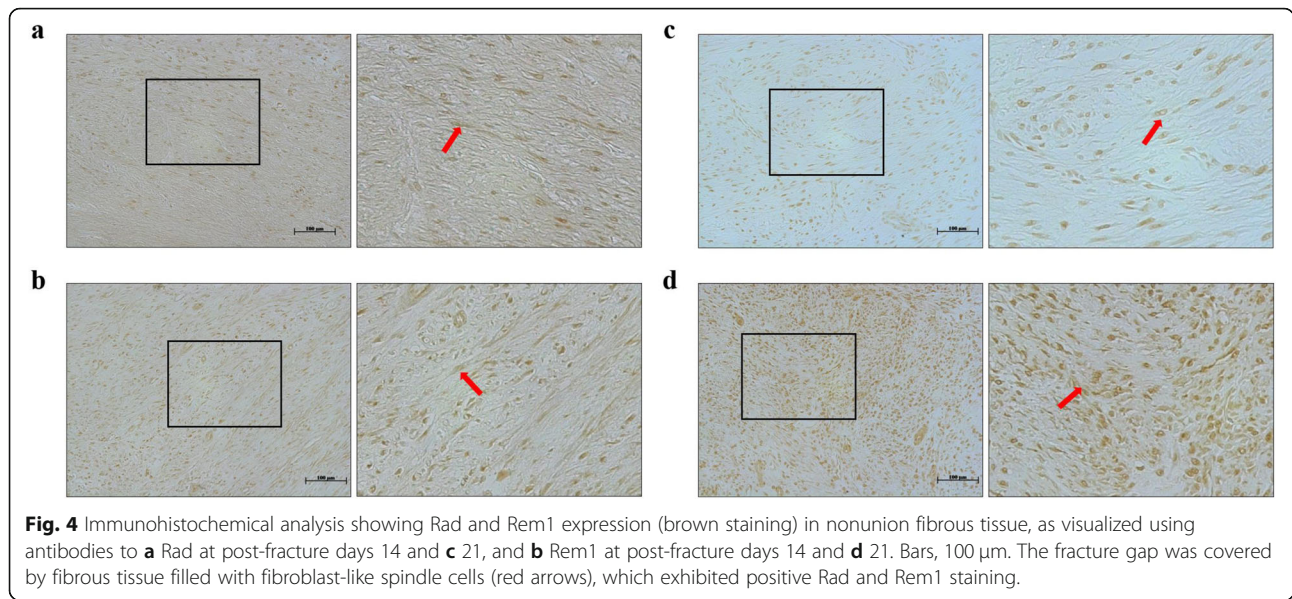 a
c
100 µm
100 µm
b
d
100 µm
100 µm
Fig. 4 Immunohistochemical analysis showing Rad and Rem1 expression (brown staining) in nonunion fibrous tissue, as visualized using
antibodies to a Rad at post-fracture days 14 and c 21, and b Rem1 at post-fracture days 14 and d 21. Bars, 100 µm. The fracture gap was covered
by fibrous tissue filled with fibroblast-like spindle cells (red arrows), which exhibited positive Rad and Rem1 staining.